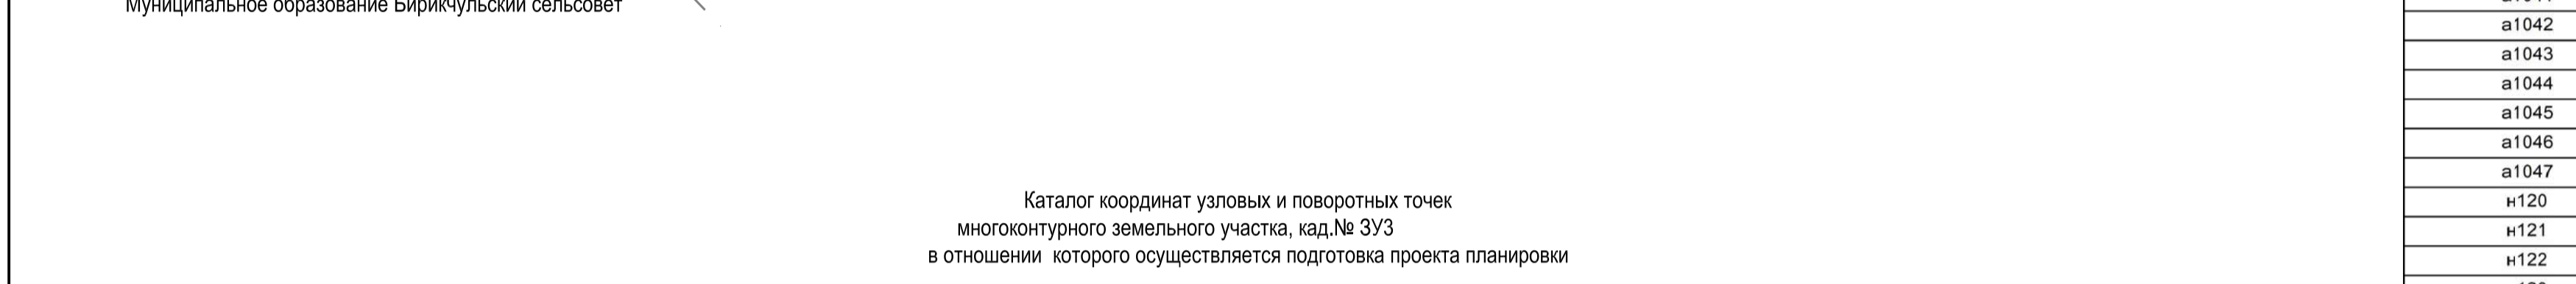 Муниципальное образование Бирикчульский сельсовет
Каталог координат узловых и поворотных точек
многоконтурного земельного участка, кад.№ ЗУ3
в отношении которого осуществляется подготовка проекта планировки
а1042
а1043
а1044
а1045
а1046
а1047
н120
н121
н122